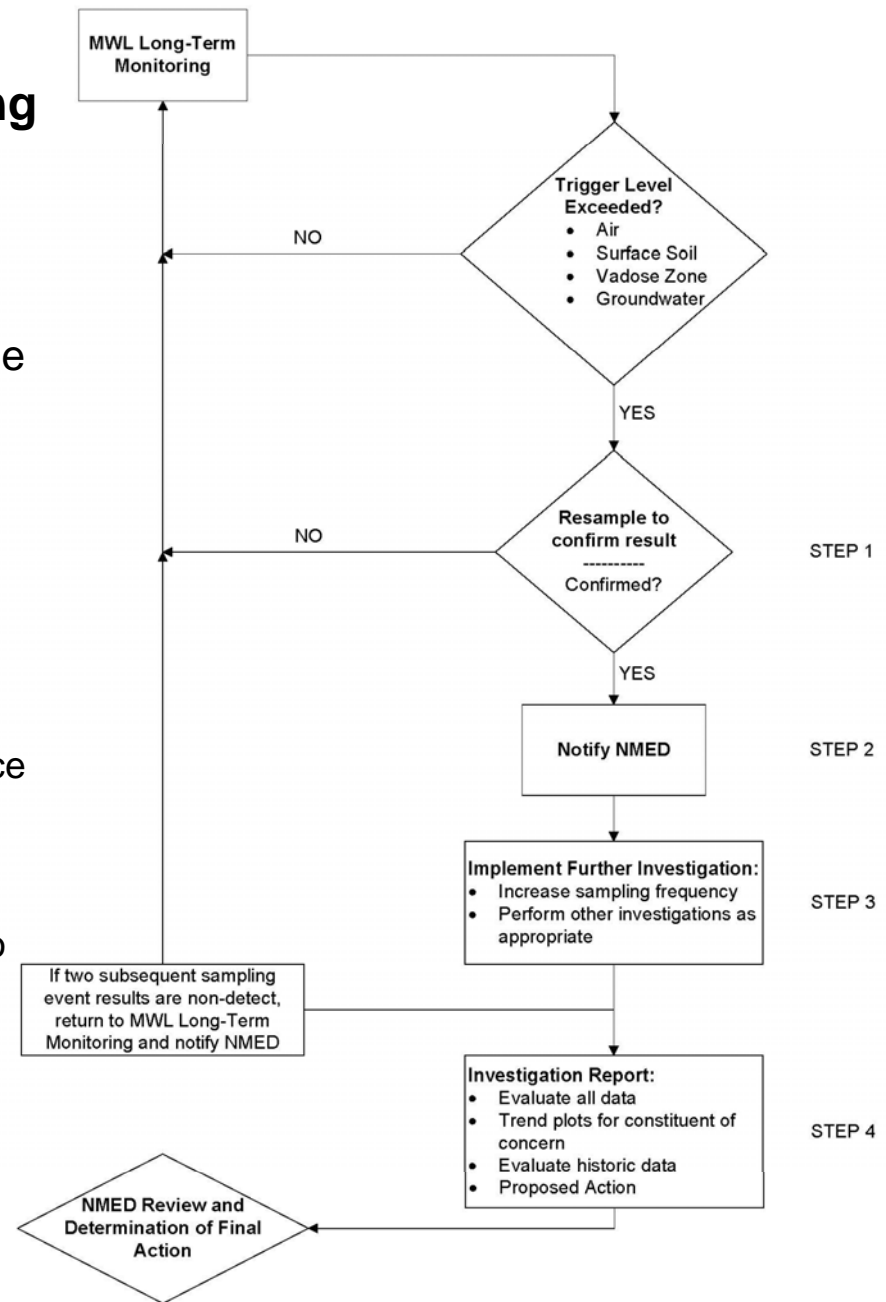 MWL Long-Term
Monitoring
ng
Trigger Level
Exceeded?
• Air
• Surface Soil
• Vadose Zone
• Groundwater
NO
e
YES
Resample to
confirm result
----------
Confirmed?
NO
STEP 1
YES
Notify NMED
STEP 2
ce
Implement Further Investigation:
• Increase sampling frequency
• Perform other investigations as
appropriate
STEP 3
If two subsequent sampling
event results are non-detect,
return to MWL Long-Term
Monitoring and notify NMED
Investigation Report:
• Evaluate all data
• Trend plots for constituent of
concern
• Evaluate historic data
• Proposed Action
STEP 4
NMED Review and
Determination of Final
Action